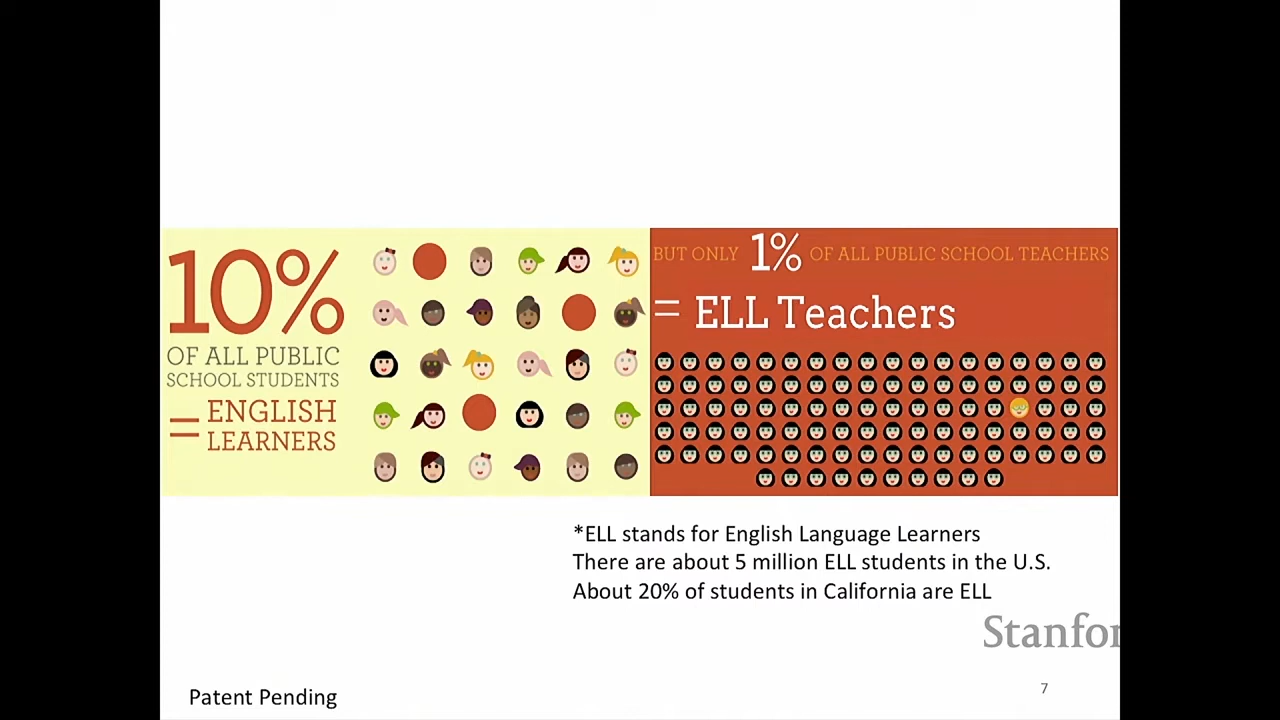 10%
OF ALL PUBLIC
SCHOOL STUDENTS
= ENGLISH
LEARNERS
BUT ONLY 1% OF ALL PUBLIC SCHOOL TEACHERS
= ELL Teachers
*ELL stands for English Language Learners
There are about 5 million ELL students in the U.S.
About 20% of students in California are ELL
Stanfor
Patent Pending
7